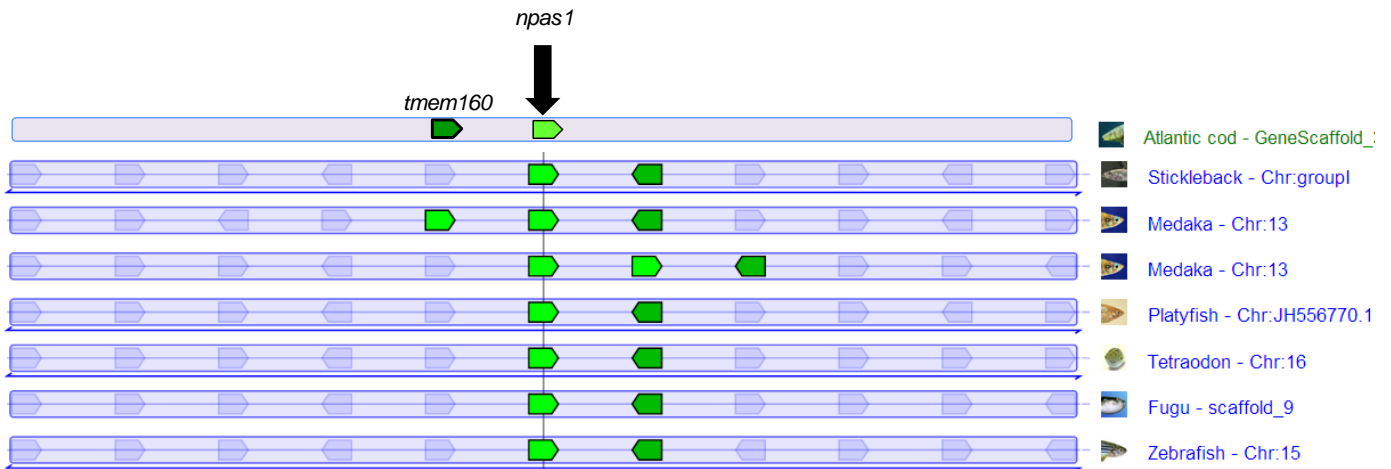 npas1
tmem160
Atlantic cod - GeneScaffold_3
Stickleback - Chr:groupI
Medaka - Chr:13
Medaka - Chr:13
Platyfish - Chr:JH556770.1
Tetraodon - Chr:16
Fugu - scaffold_9
Zebrafish - Chr:15